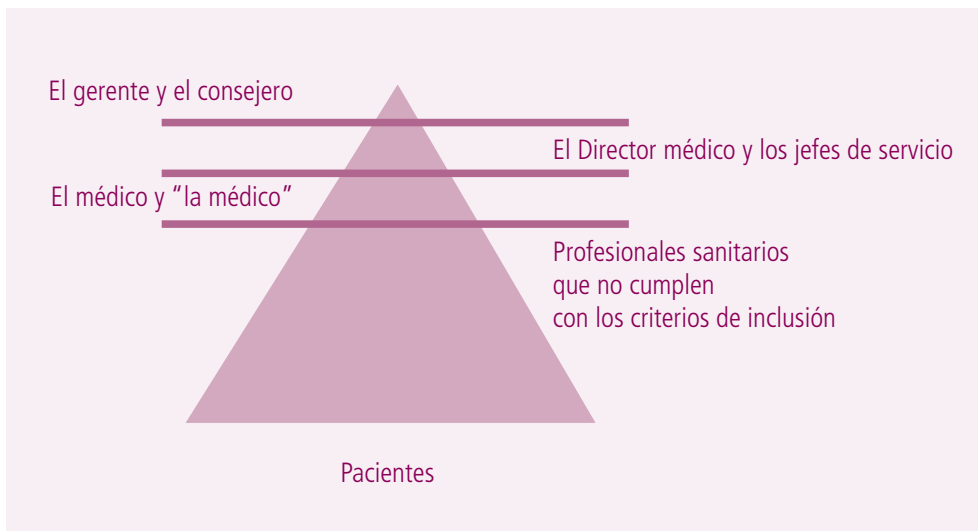 El gerente y el consejero
El Director médico y los jefes de servicio
El médico y “la médico”
Profesionales sanitarios
que no cumplen
con los criterios de inclusión
Pacientes